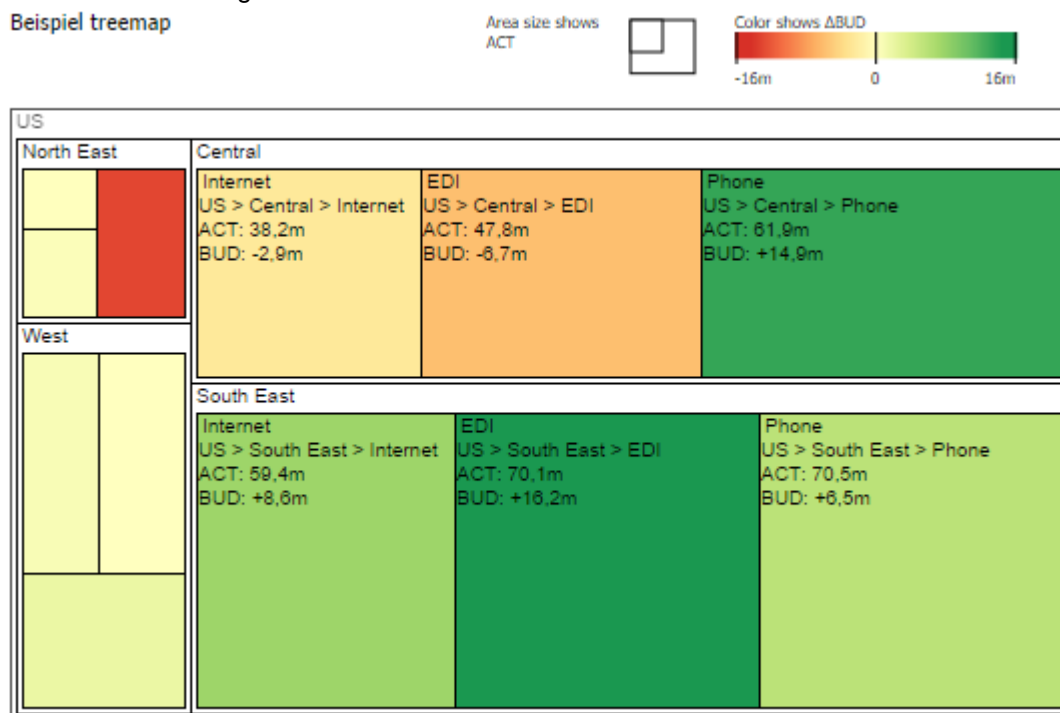 Beispiel treemap
Area size shows
ACT
Color shows ΔBUD
-16m
0
16m
US
North East
Central
Internet
US > Central > Internet
ACT: 38,2m
BUD: -2,9m
EDI
US > Central > EDI
ACT: 47,8m
BUD: -6,7m
Phone
US > Central > Phone
ACT: 61,9m
BUD: +14,9m
West
South East
Internet
US > South East > Internet
ACT: 59,4m
BUD: +8,6m
EDI
US > South East > EDI
ACT: 70,1m
BUD: +16,2m
Phone
US > South East > Phone
ACT: 70,5m
BUD: +6,5m